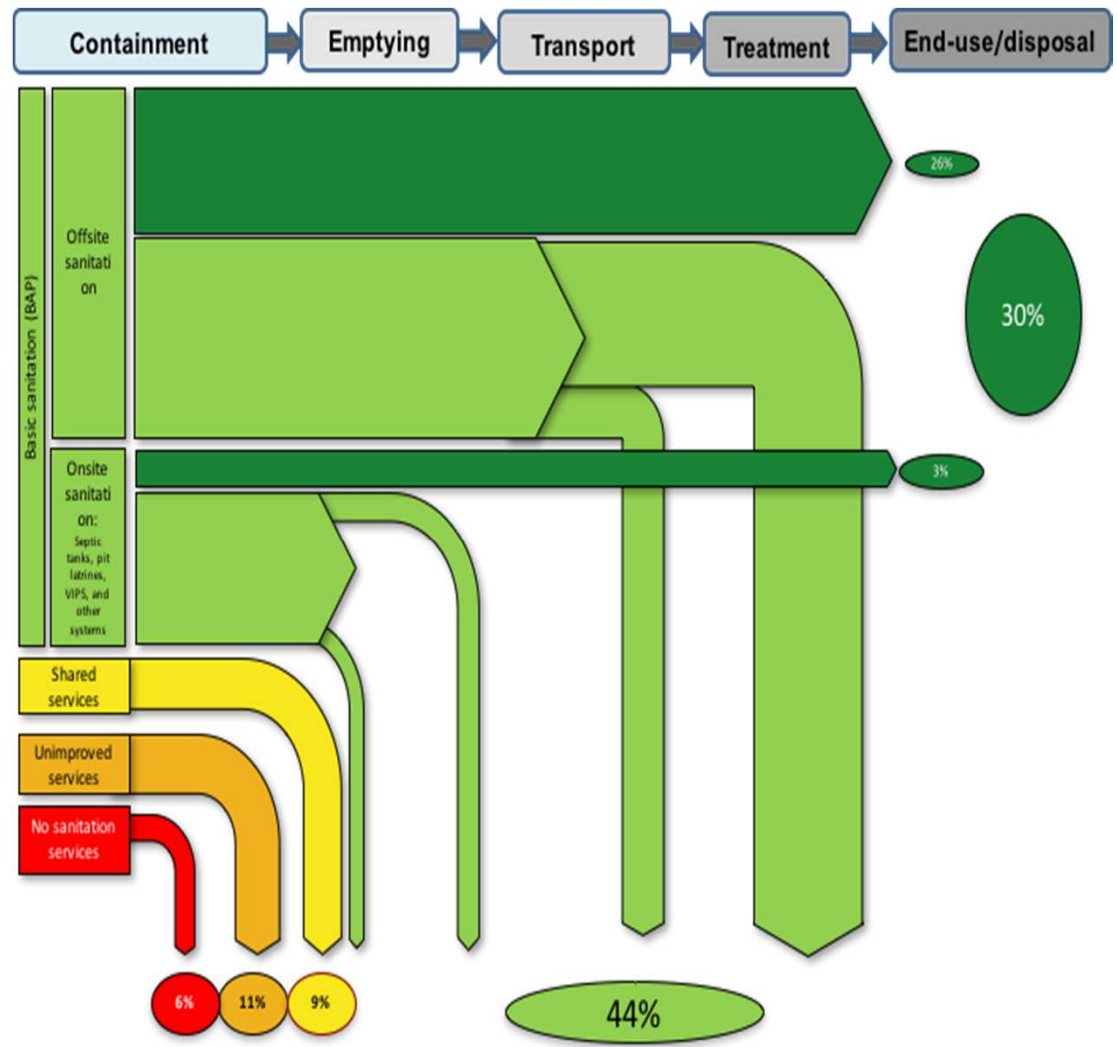 Containment
Emptying
Transport
Treatment
End-use/disposal
Basic sanitation (BAP)
Offsite
sanitati
on
26%
30%
Onsite
sanitati
on:
Septic
tanks, pit
latrines,
VIPS, and
other
systems
3%
Shared
services
Unimproved
services
No sanitation
services
6%
11%
9%
44%